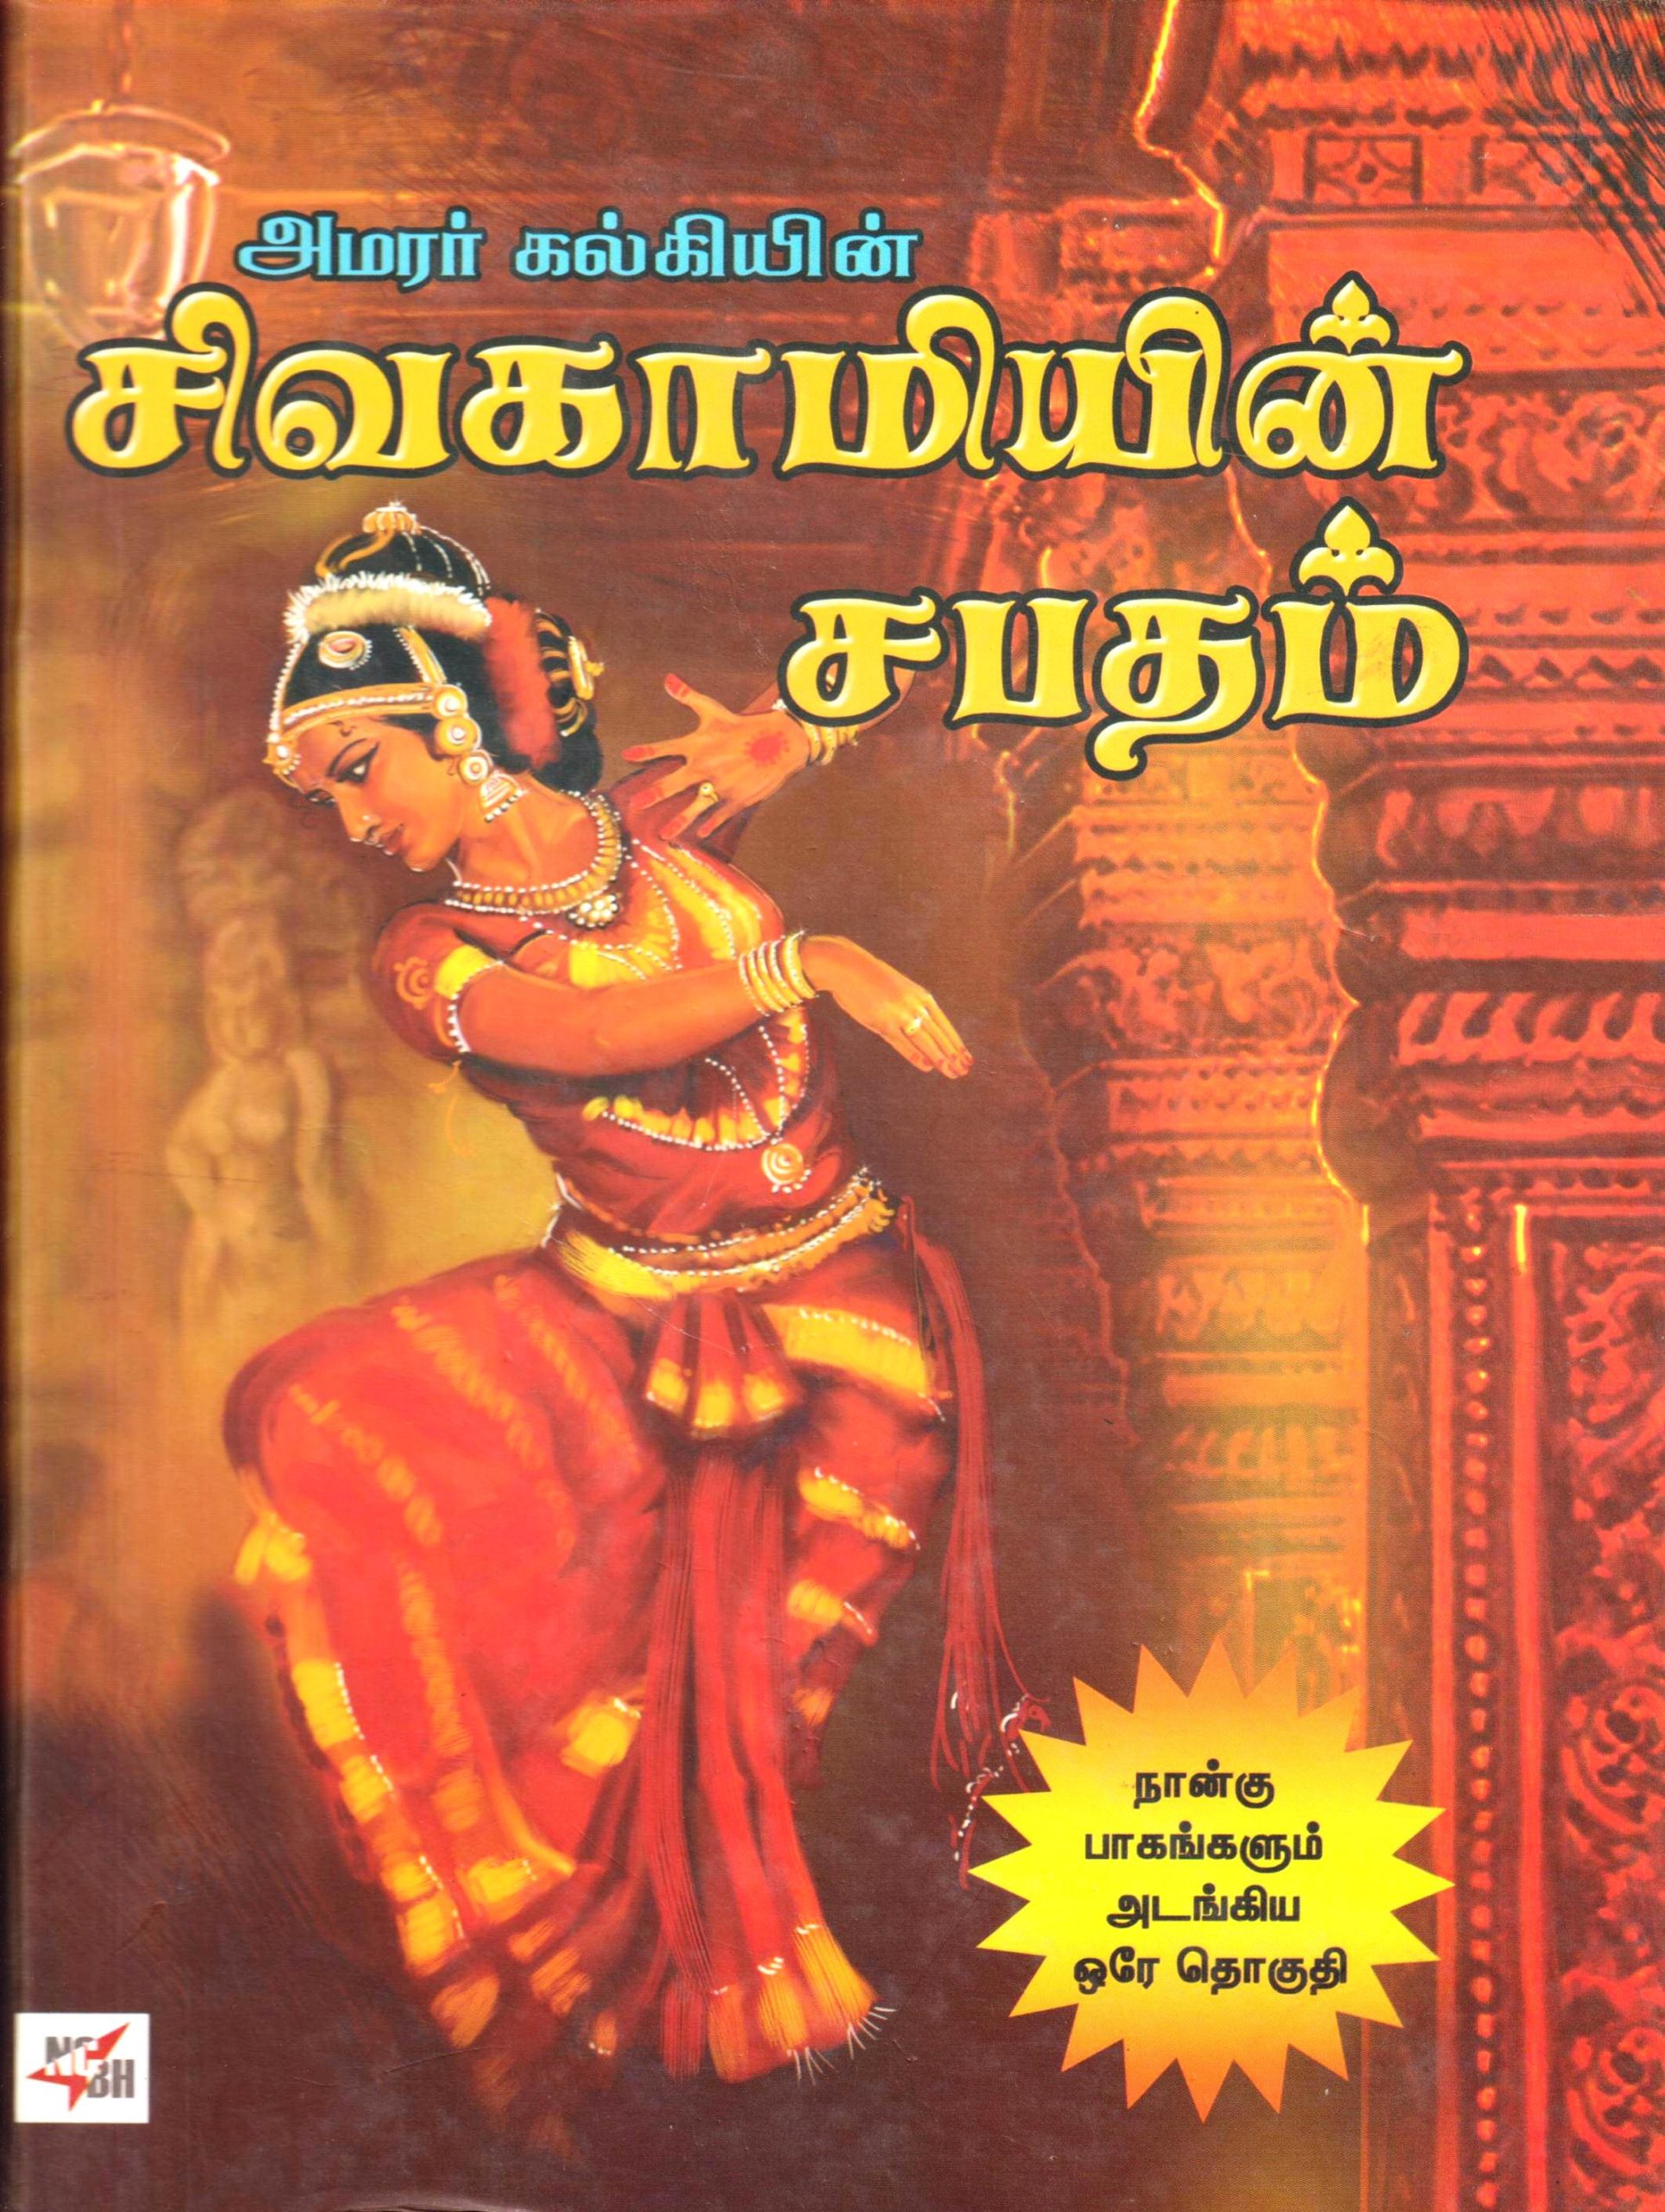 அமரர் கல்கியின்
சிவகாமியின்
சபதம்
நான்கு
பாகங்களும்
அடங்கிய
ஒரே தொகுதி
NCBH